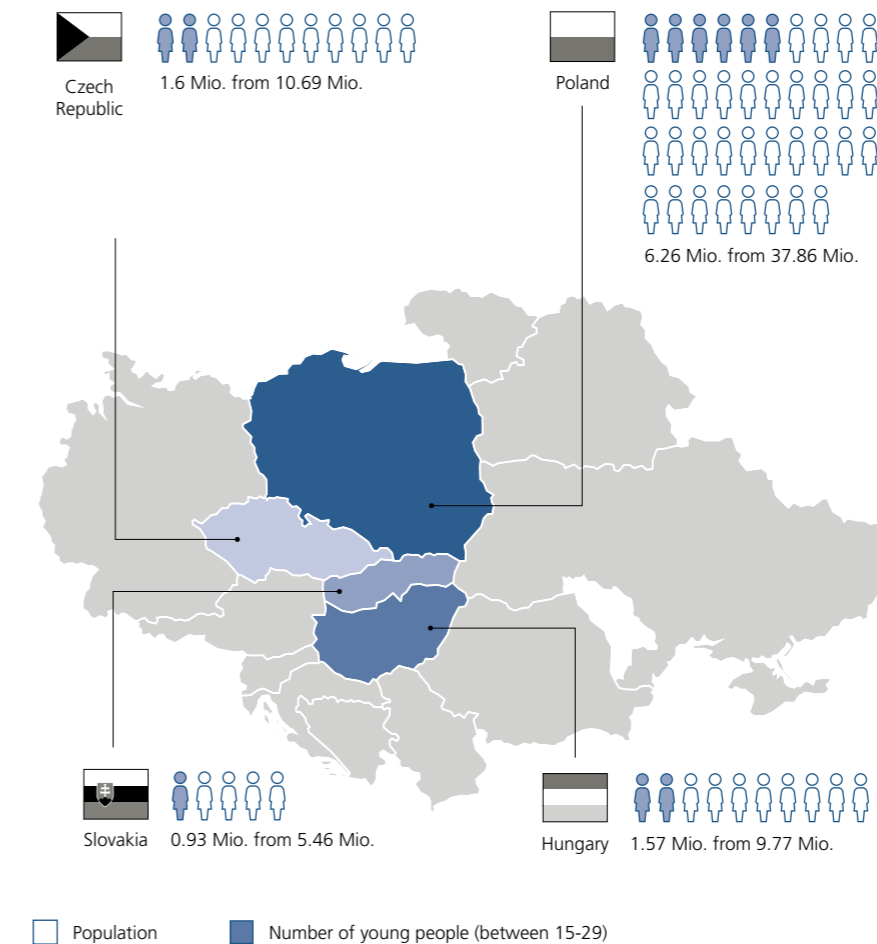 Czech
Republic
1.6 Mio. from 10.69 Mio.
Poland
6.26 Mio. from 37.86 Mio.
Slovakia
0.93 Mio. from 5.46 Mio.
Hungary
1.57 Mio. from 9.77 Mio.
Population
Number of young people (between 15-29)